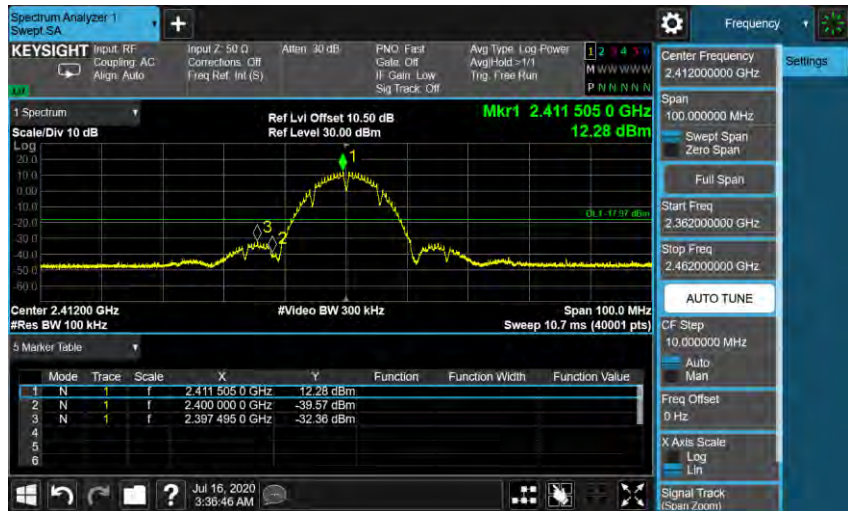 Spectrum Analyzer 1
Swept SA
Frequency
KEYSIGHT
Input: RF
Coupling: AC
Align: Auto
Input Z: 50 Ω
Corrections: Off
Freq Ref: Int (S)
Atten: 30 dB
PNO: Fast
Gate: Off
IF Gain: Low
Sig Track: Off
Avg Type: Log-Power
Avg|Hold:>1/1
Trig: Free Run
1 2 3 4 5 6
M W W W W W
P N N N N N
Settings
1 Spectrum
Scale/Div 10 dB
Ref Lvl Offset 10.50 dB
Ref Level 30.00 dBm
Mkr1 2.411 505 0 GHz
12.28 dBm
Log
20.0
10.0
0.00
-10.0
-20.0
-30.0
-40.0
-50.0
-60.0
1
2
3
DL1 -17.97 dBm
Center 2.41200 GHz
#Res BW 100 kHz
#Video BW 300 kHz
Span 100.0 MHz
Sweep 10.7 ms (40001 pts)
5 Marker Table
Mode Trace Scale X Y Function Function Width Function Value
1 N 1 f 2.411 505 0 GHz 12.28 dBm
2 N 1 f 2.400 000 0 GHz -39.57 dBm
3 N 1 f 2.397 495 0 GHz -32.36 dBm
4
5
6
?
Jul 16, 2020
3:36:46 AM
Center Frequency
2.412000000 GHz
Span
100.000000 MHz
Swept Span
Zero Span
Full Span
Start Freq
2.362000000 GHz
Stop Freq
2.462000000 GHz
AUTO TUNE
CF Step
10.000000 MHz
Auto
Man
Freq Offset
0 Hz
X Axis Scale
Log
Lin
Signal Track
(Span Zoom)